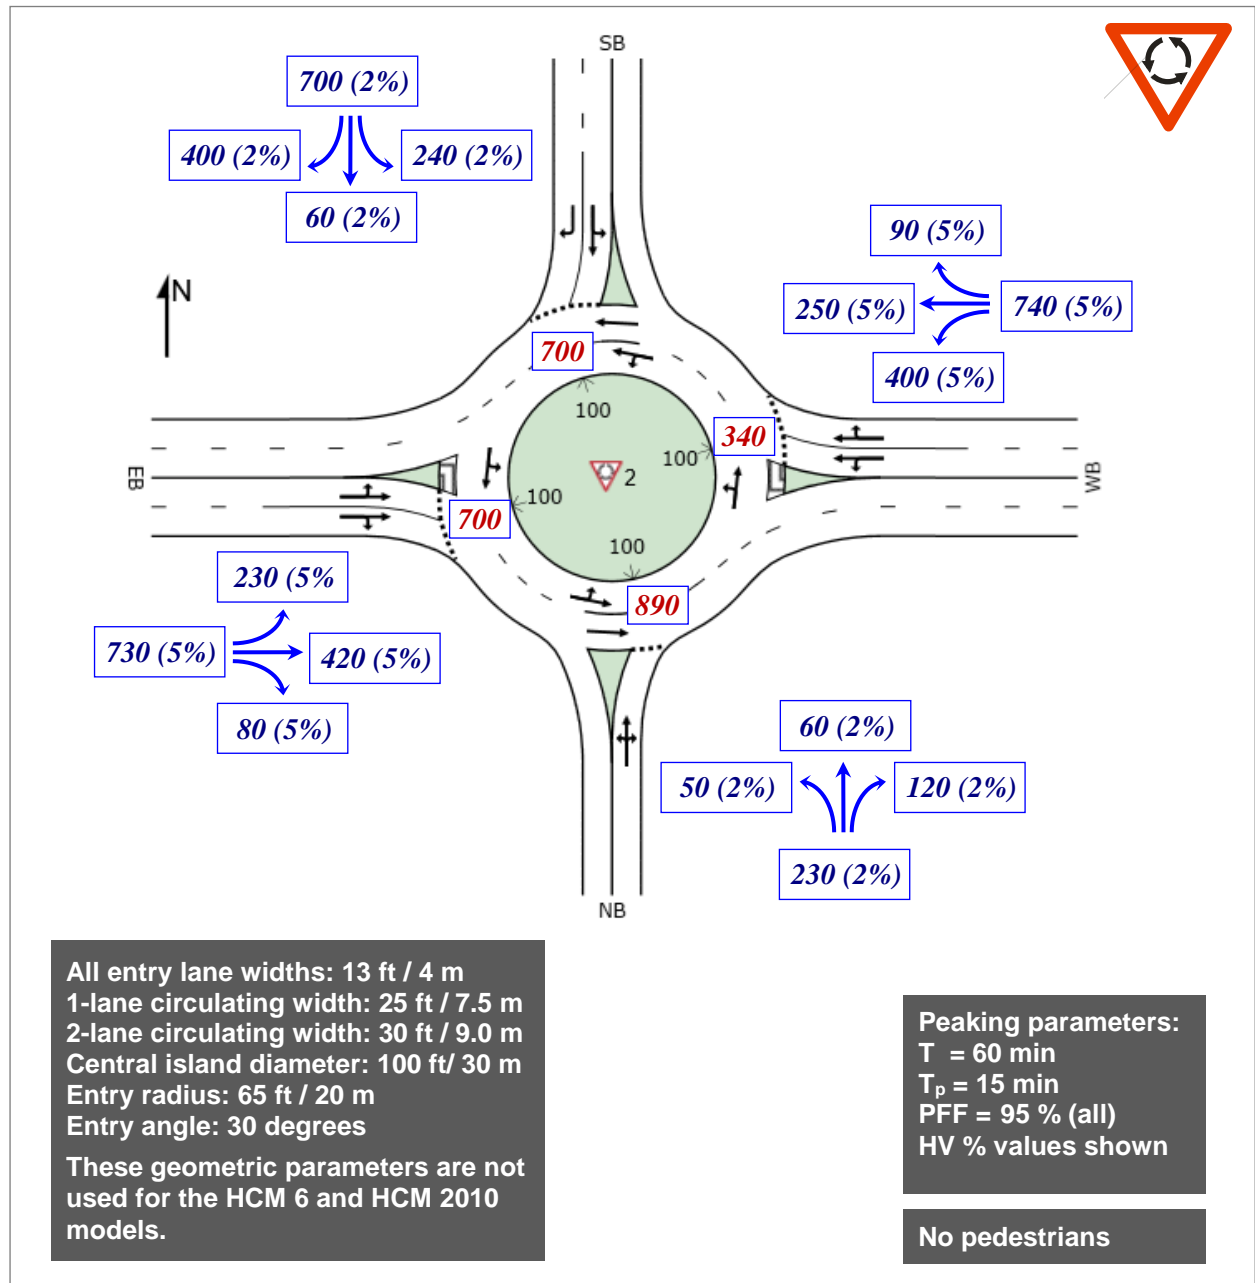 SB
700 (2%)
400 (2%)
240 (2%)
60 (2%)
N
90 (5%)
250 (5%)
740 (5%)
400 (5%)
700
100
340
100
EB
2
WB
100
700
100
890
230 (5%
730 (5%)
420 (5%)
80 (5%)
60 (2%)
50 (2%)
120 (2%)
230 (2%)
NB
All entry lane widths: 13 ft / 4 m
1-lane circulating width: 25 ft / 7.5 m
2-lane circulating width: 30 ft / 9.0 m
Central island diameter: 100 ft/ 30 m
Entry radius: 65 ft / 20 m
Entry angle: 30 degrees
These geometric parameters are not
used for the HCM 6 and HCM 2010
models.
Peaking parameters:
T = 60 min
Tp = 15 min
PFF = 95 % (all)
HV % values shown
No pedestrians